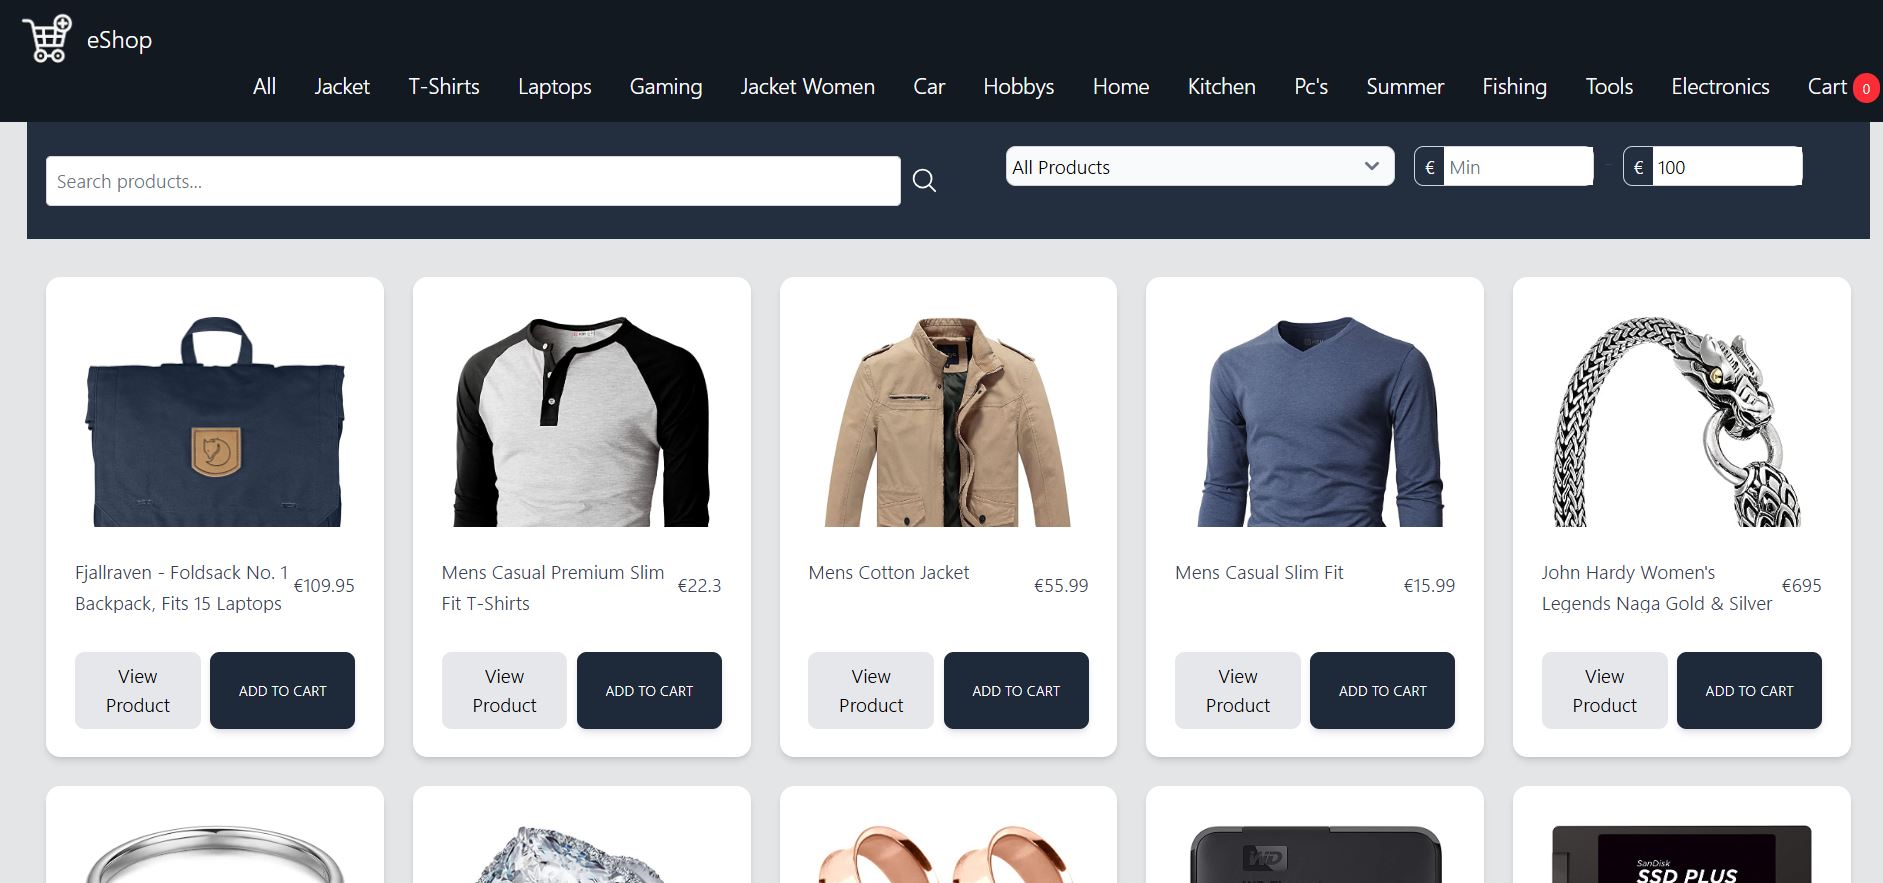 eShop
All Jacket T-Shirts Laptops Gaming Jacket Women Car Hobbys Home Kitchen Pc's Summer Fishing Tools Electronics Cart 0
Search products...
All Products
€ Min - € 100
Fjallraven - Foldsack No. 1
Backpack, Fits 15 Laptops
€109.95
View
Product
ADD TO CART
Mens Casual Premium Slim
Fit T-Shirts
€22.3
View
Product
ADD TO CART
Mens Cotton Jacket
€55.99
View
Product
ADD TO CART
Mens Casual Slim Fit
€15.99
View
Product
ADD TO CART
John Hardy Women's
Legends Naga Gold & Silver
€695
View
Product
ADD TO CART
WD
SanDisk
SSD PLUS